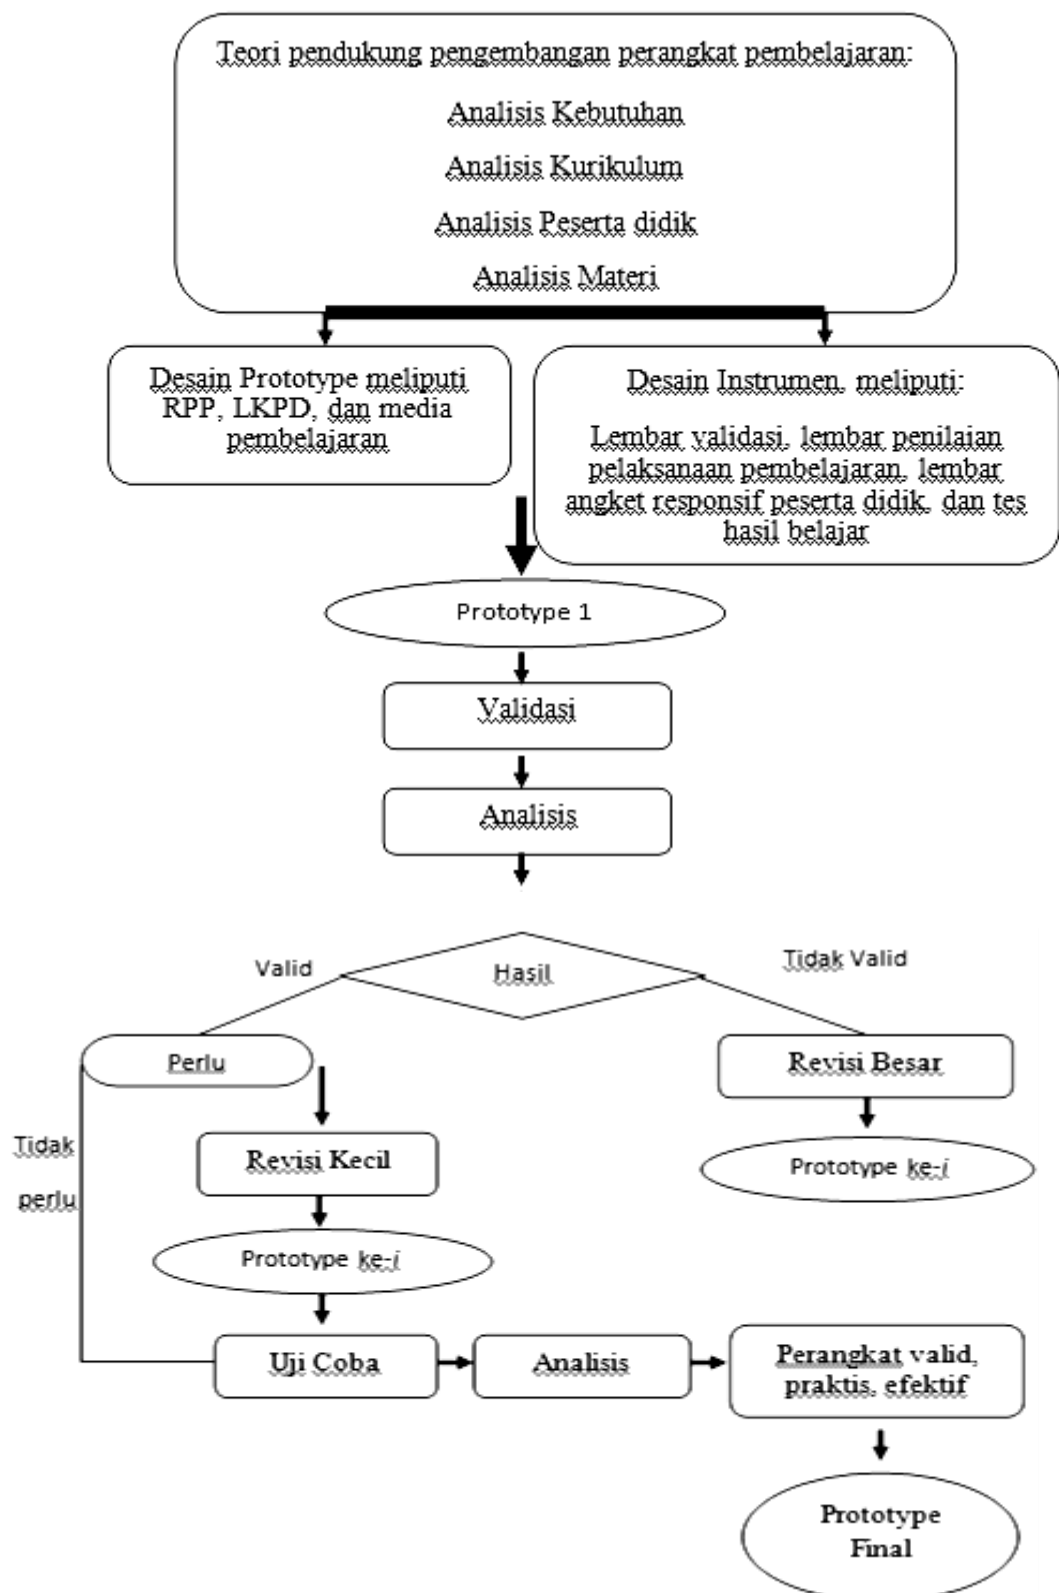 Teori pendukung pengembangan perangkat pembelajaran:
Analisis Kebutuhan
Analisis Kurikulum
Analisis Peserta didik
Analisis Materi
Desain Prototype meliputi
RPP, LKPD, dan media
pembelajaran
Desain Instrumen, meliputi:
Lembar validasi, lembar penilaian
pelaksanaan pembelajaran, lembar
angket responsif peserta didik, dan tes
hasil belajar
Prototype 1
Validasi
Analisis
Valid
Hasil
Tidak Valid
Perlu
Revisi Besar
Tidak
perlu
Revisi Kecil
Prototype ke-i
Prototype ke-i
Uji Coba
Analisis
Perangkat valid,
praktis, efektif
Prototype
Final